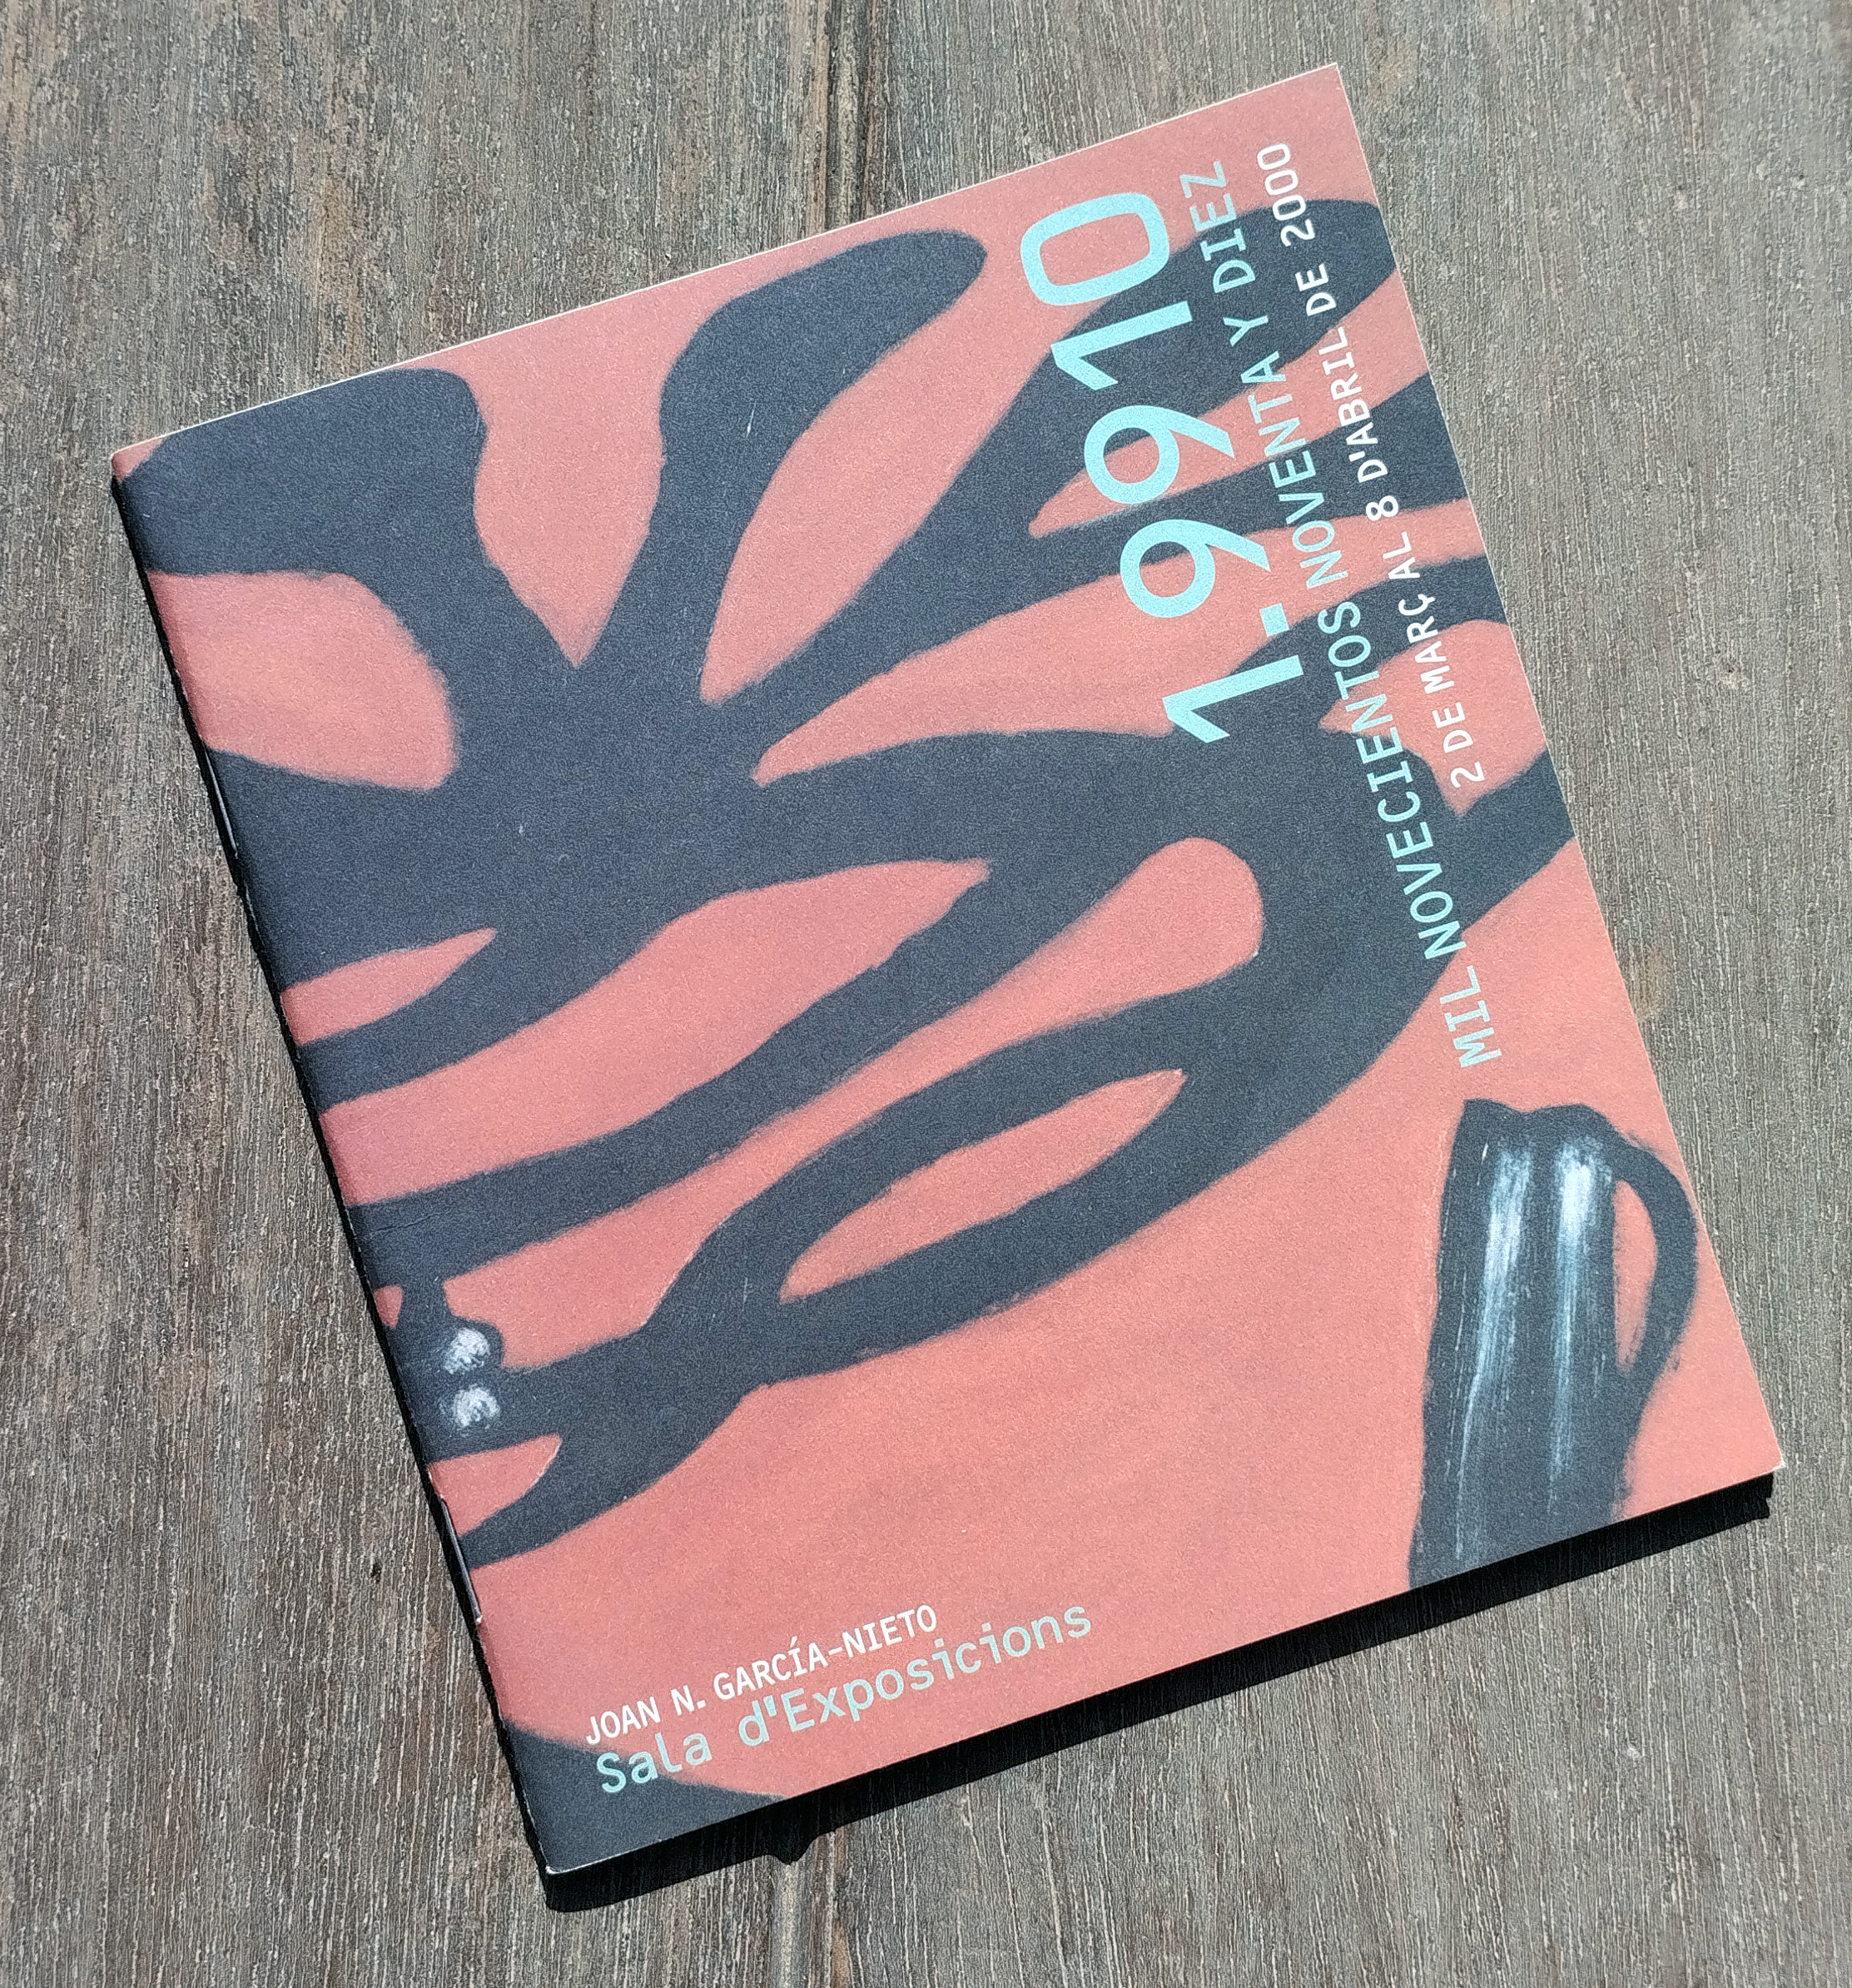 1.9910
MIL NOVECIENTOS NOVENTA Y DIEZ
2 DE MARÇ AL 8 D'ABRIL DE 2000
JOAN N. GARCÍA-NIETO
Sala d'Exposicions